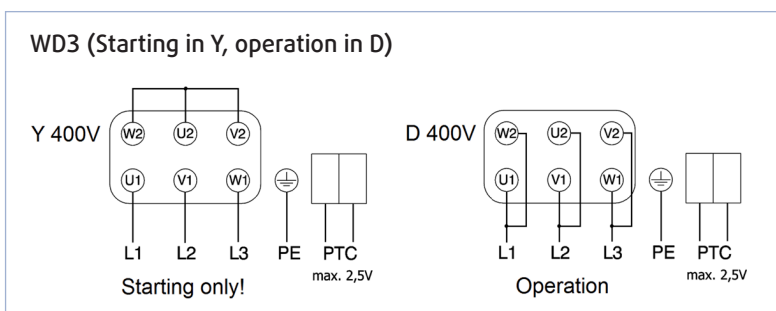 WD3 (Starting in Y, operation in D)
Y 400V
W2 U2 V2
U1 V1 W1
L1 L2 L3 PE PTC
max. 2,5V
Starting only!
D 400V
W2 U2 V2
U1 V1 W1
L1 L2 L3 PE PTC
max. 2,5V
Operation